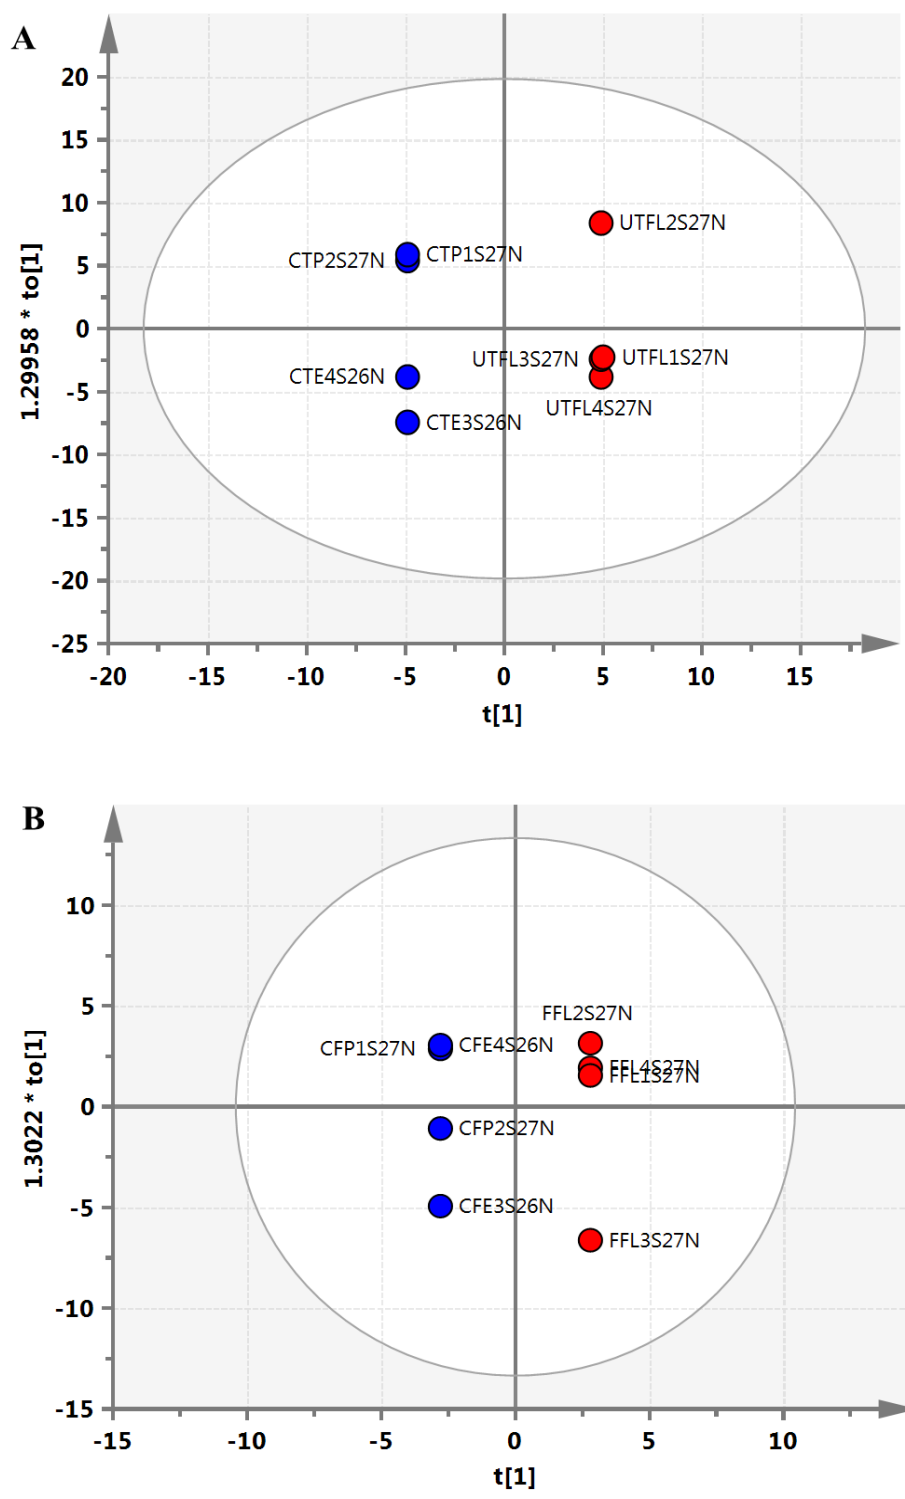 A
20
15
10
5
0
-5
-10
-15
-20
-25
1.29958 * to[1]
UTFL2S27N
CTP2S27N
CTP1S27N
UTFL3S27N
UTFL1S27N
CTE4S26N
UTFL4S27N
CTE3S26N
-20
-15
-10
-5
0
5
10
15
t[1]
B
10
5
0
-5
-10
-15
1.3022 * to[1]
FFL2S27N
CFP1S27N
CFE4S26N
FFL4S27N
FFL1S27N
CFP2S27N
CFE3S26N
FFL3S27N
-15
-10
-5
0
5
10
t[1]